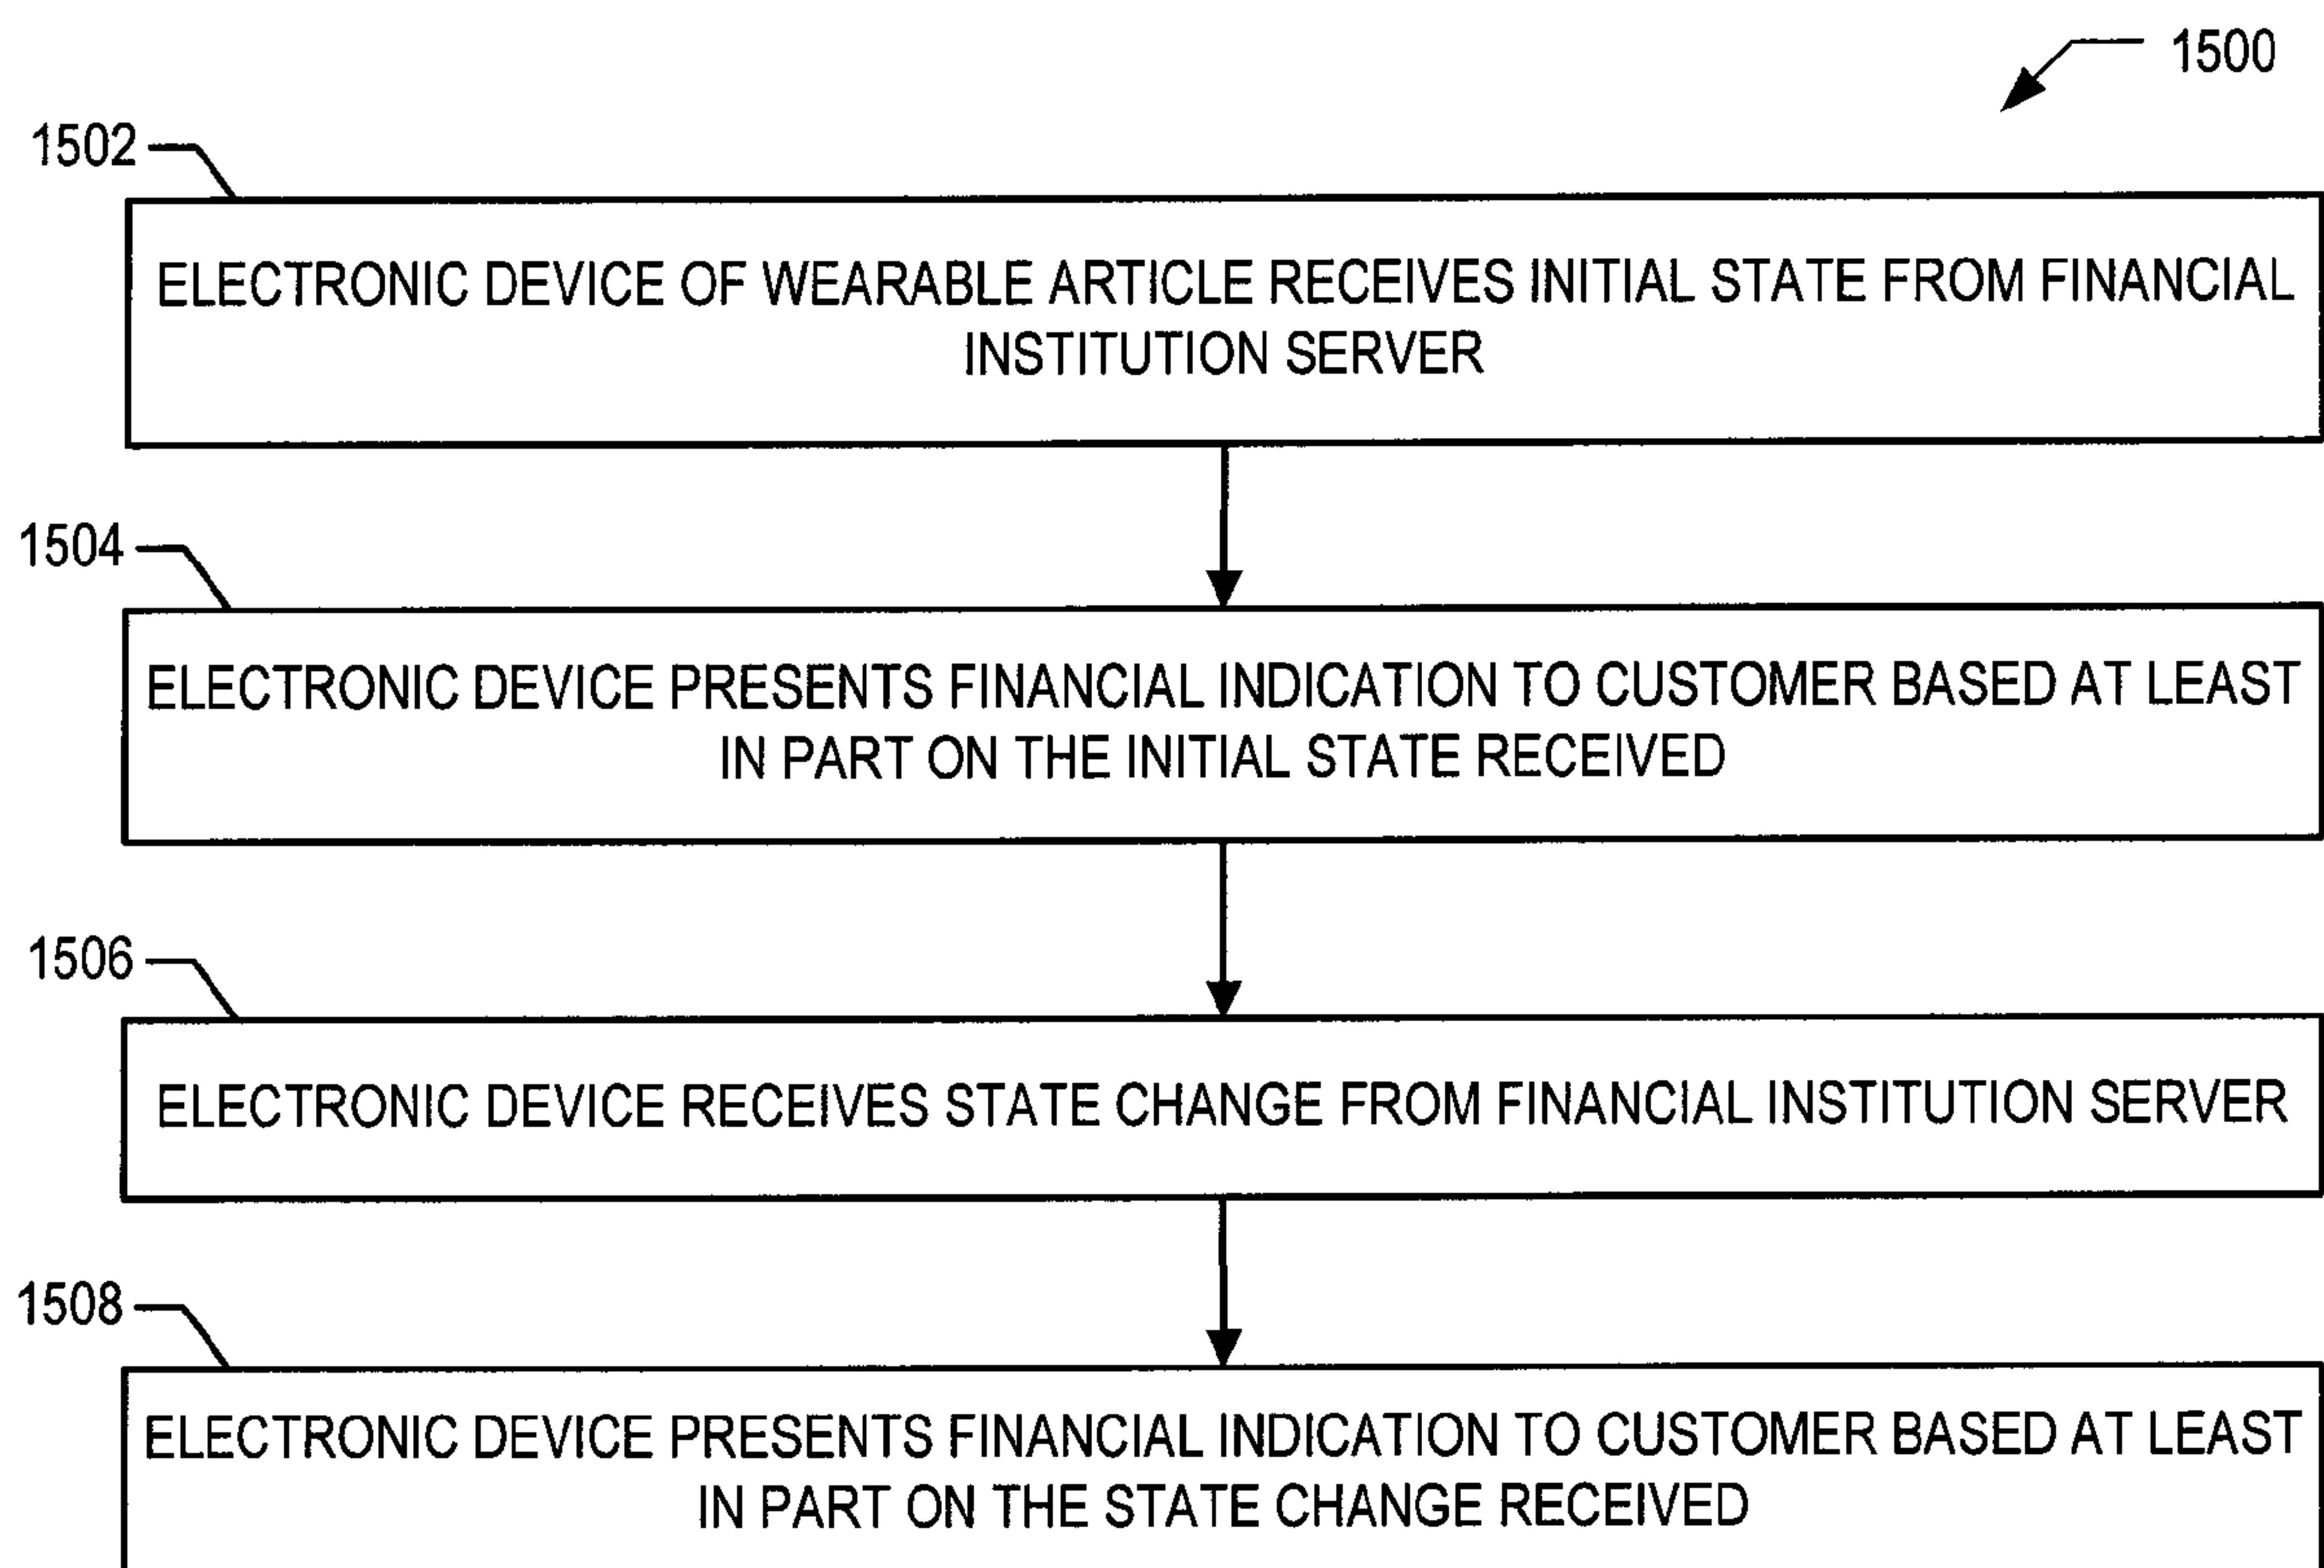 1500
1502
ELECTRONIC DEVICE OF WEARABLE ARTICLE RECEIVES INITIAL STATE FROM FINANCIAL
INSTITUTION SERVER
1504
ELECTRONIC DEVICE PRESENTS FINANCIAL INDICATION TO CUSTOMER BASED AT LEAST
IN PART ON THE INITIAL STATE RECEIVED
1506
ELECTRONIC DEVICE RECEIVES STATE CHANGE FROM FINANCIAL INSTITUTION SERVER
1508
ELECTRONIC DEVICE PRESENTS FINANCIAL INDICATION TO CUSTOMER BASED AT LEAST
IN PART ON THE STATE CHANGE RECEIVED